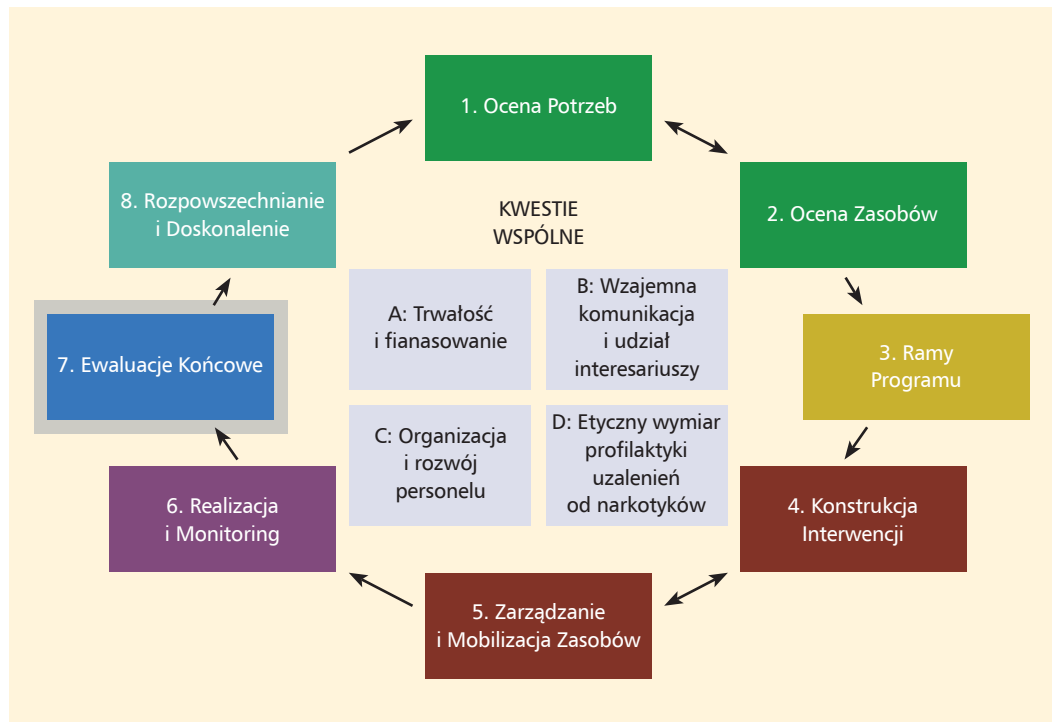 1. Ocena Potrzeb
8. Rozpowszechnianie
i Doskonalenie
2. Ocena Zasobów
KWESTIE
WSPÓLNE
A: Trwałość
i fianasowanie
B: Wzajemna
komunikacja
i udział
interesariuszy
7. Ewaluacje Końcowe
3. Ramy
Programu
C: Organizacja
i rozwój
personelu
D: Etyczny wymiar
profilaktyki
uzalenień
od narkotyków
6. Realizacja
i Monitoring
4. Konstrukcja
Interwencji
5. Zarządzanie
i Mobilizacja Zasobów